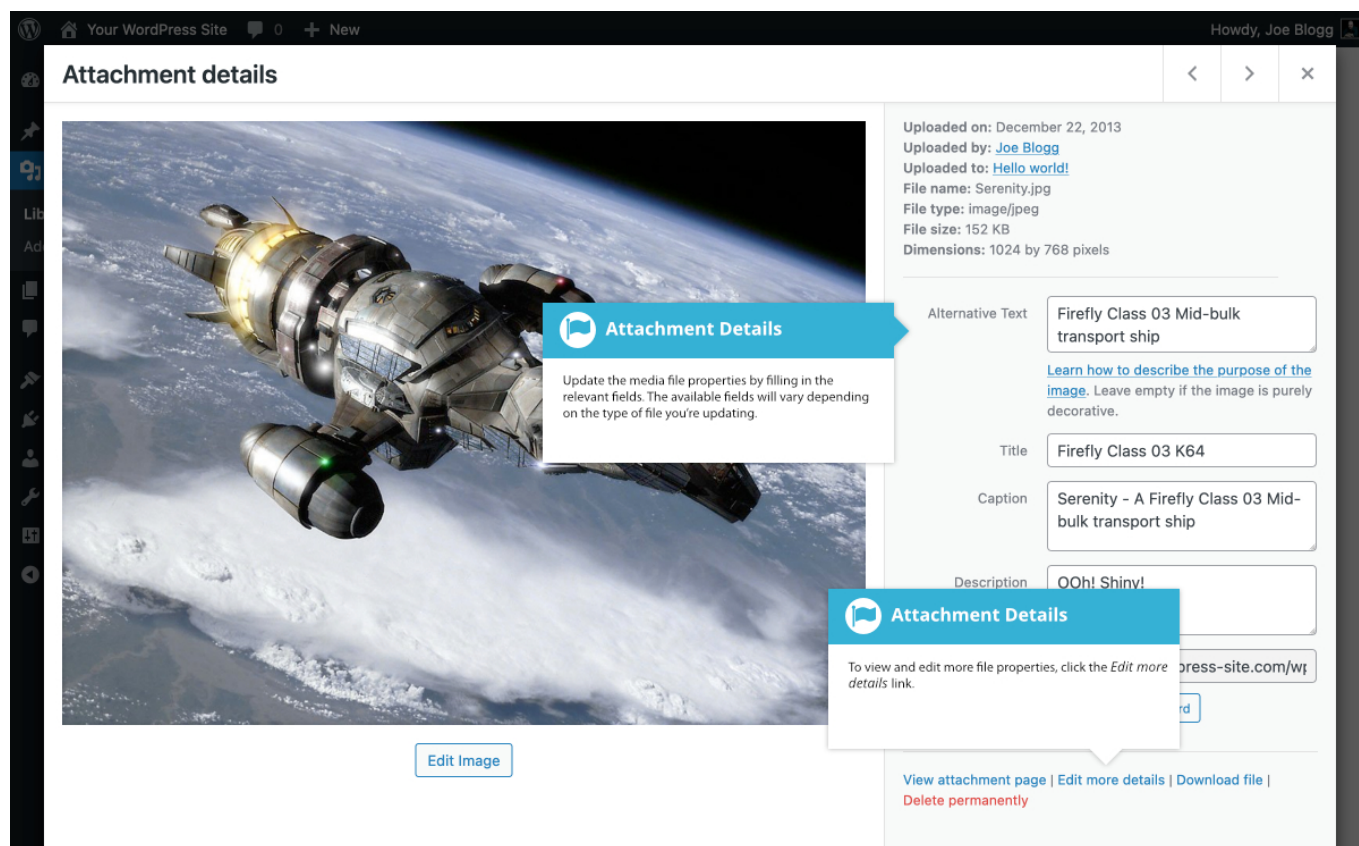 Your WordPress Site 0 New Howdy, Joe Blogg
Attachment details
Lib
Ad
Uploaded on: December 22, 2013
Uploaded by: Joe Blogg
Uploaded to: Hello world!
File name: Serenity.jpg
File type: image/jpeg
File size: 152 KB
Dimensions: 1024 by 768 pixels
Alternative Text
Firefly Class 03 Mid-bulk
transport ship
Learn how to describe the purpose of the
image. Leave empty if the image is purely
decorative.
Attachment Details
Update the media file properties by filling in the
relevant fields. The available fields will vary depending
on the type of file you're updating.
Title
Firefly Class 03 K64
Caption
Serenity - A Firefly Class 03 Mid-
bulk transport ship
Description
OOh! Shiny!
Attachment Details
To view and edit more file properties, click the Edit more
details link.
press-site.com/wp
rd
Edit Image
View attachment page | Edit more details | Download file |
Delete permanently